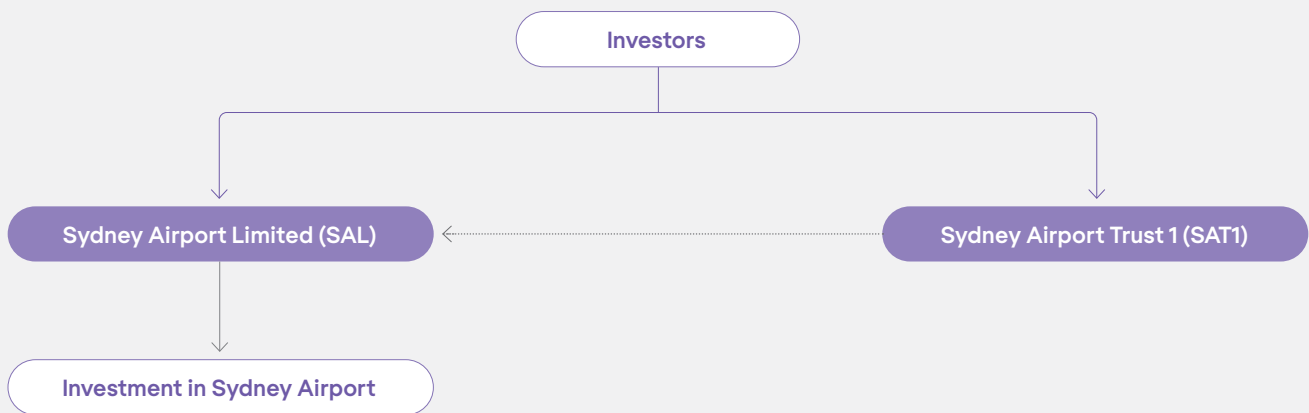 Investors
Sydney Airport Limited (SAL)
Sydney Airport Trust 1 (SAT1)
Investment in Sydney Airport